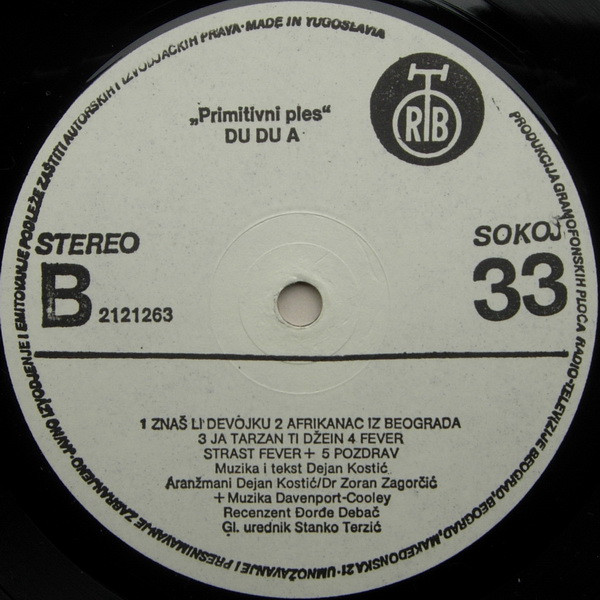 PRODUKCIJA GRAMOFONSKIH PLOČA RADIO-TELEVIZIJE BEOGRAD, BEOGRAD, MAKEDONSKA 21 · UMNOŽAVANJE I PRESNIMAVANJE ZABRANJENO · JAVNO IZVODJENJE I EMITOVANJE PODLEŽE ZAŠTITI AUTORSKIH I IZVODJAČKIH PRAVA · MADE IN YUGOSLAVIA
RTB
„Primitivni ples“
DU DU A
STEREO
SOKOJ
B 2121263
33
1 ZNAŠ LI DEVOJKU 2 AFRIKANAC IZ BEOGRADA
3 JA TARZAN TI DŽEIN 4 FEVER
STRAST FEVER + 5 POZDRAV
Muzika i tekst Dejan Kostić
Aranžmani Dejan Kostić/Dr Zoran Zagorčić
+ Muzika Davenport-Cooley
Recenzent Đorđe Debač
Gl. urednik Stanko Terzić